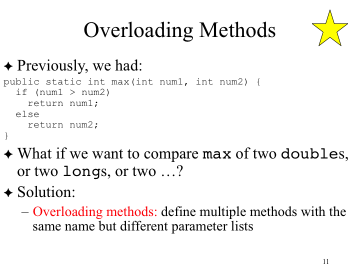 Overloading Methods
✦ Previously, we had:
public static int max(int num1, int num2) {
  if (num1 > num2)
    return num1;
  else
    return num2;
}
✦ What if we want to compare max of two doubles,
or two longs, or two …?
✦ Solution:
– Overloading methods: define multiple methods with the
same name but different parameter lists
11